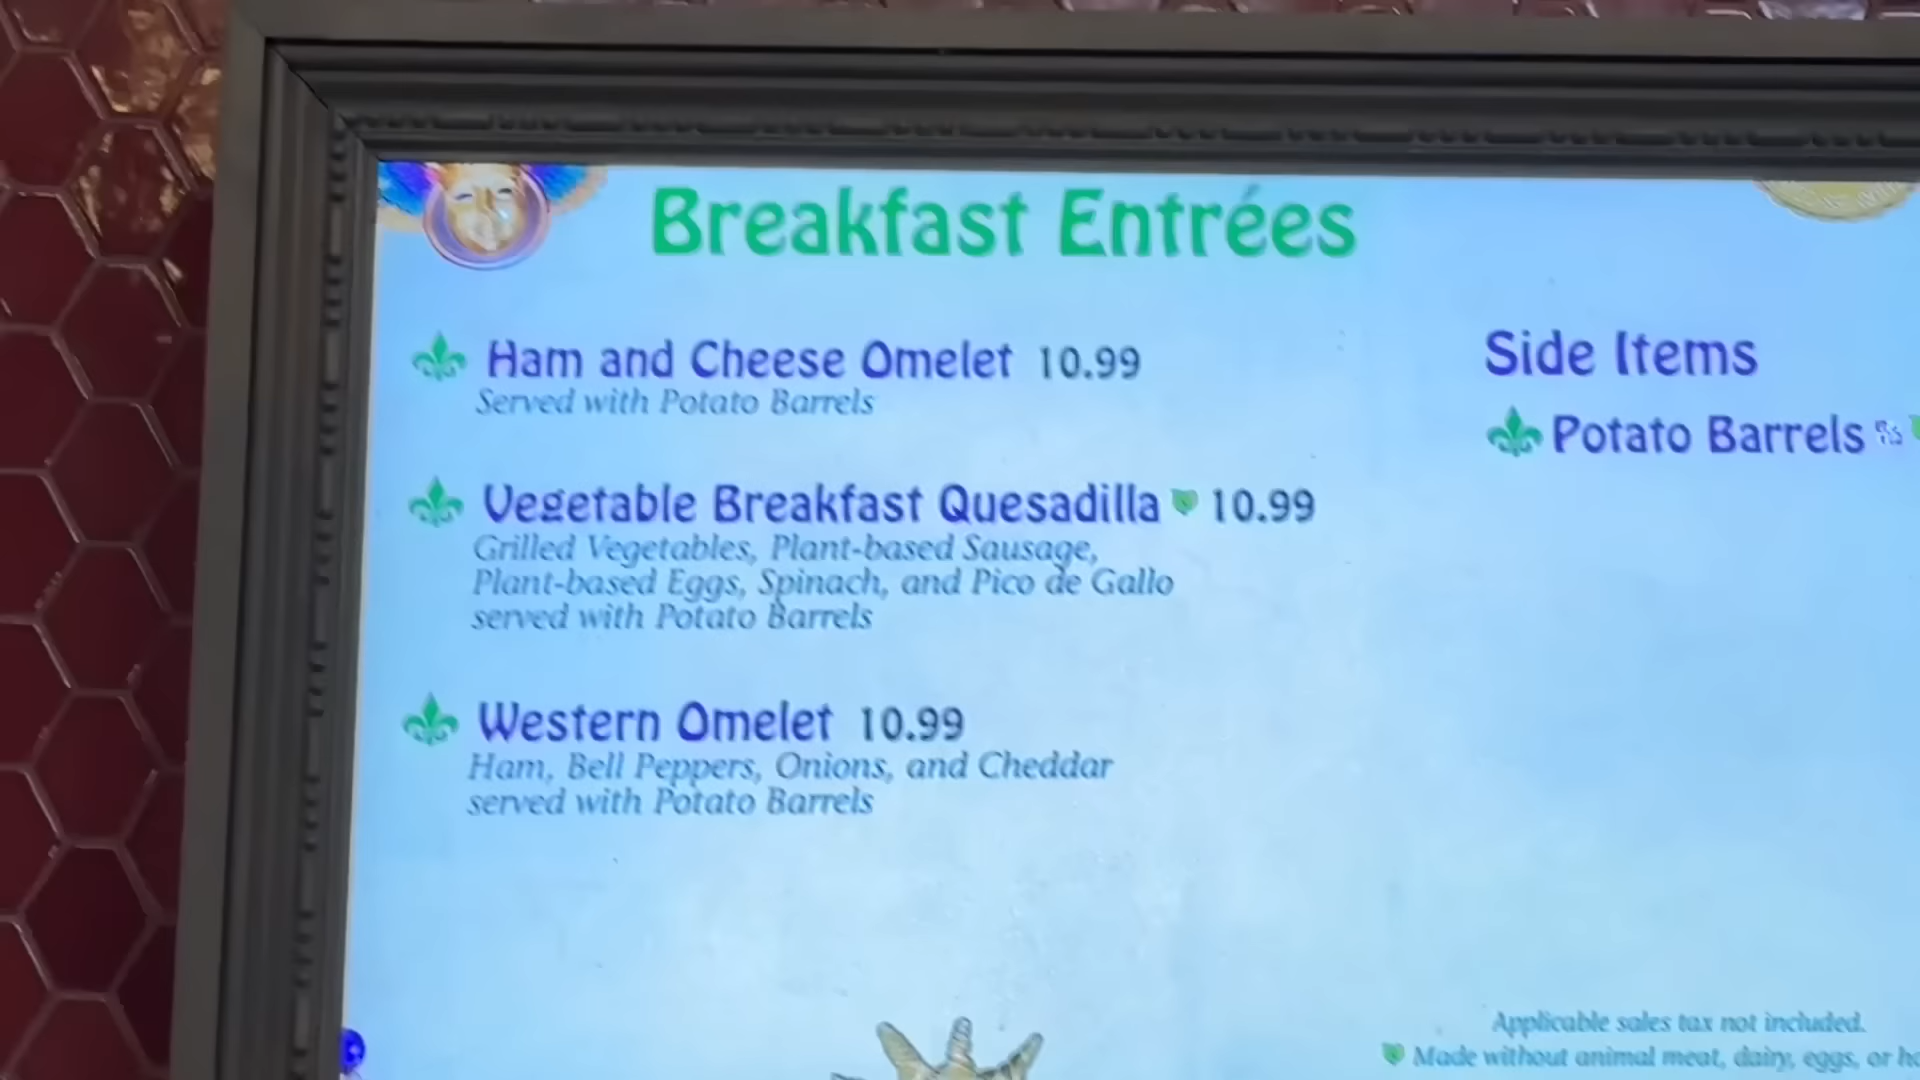 Breakfast Entrées
Ham and Cheese Omelet 10.99
Served with Potato Barrels
Vegetable Breakfast Quesadilla 10.99
Grilled Vegetables, Plant-based Sausage,
Plant-based Eggs, Spinach, and Pico de Gallo
served with Potato Barrels
Western Omelet 10.99
Ham, Bell Peppers, Onions, and Cheddar
served with Potato Barrels
Side Items
Potato Barrels
Applicable sales tax not included.
Made without animal meat, dairy, eggs, or